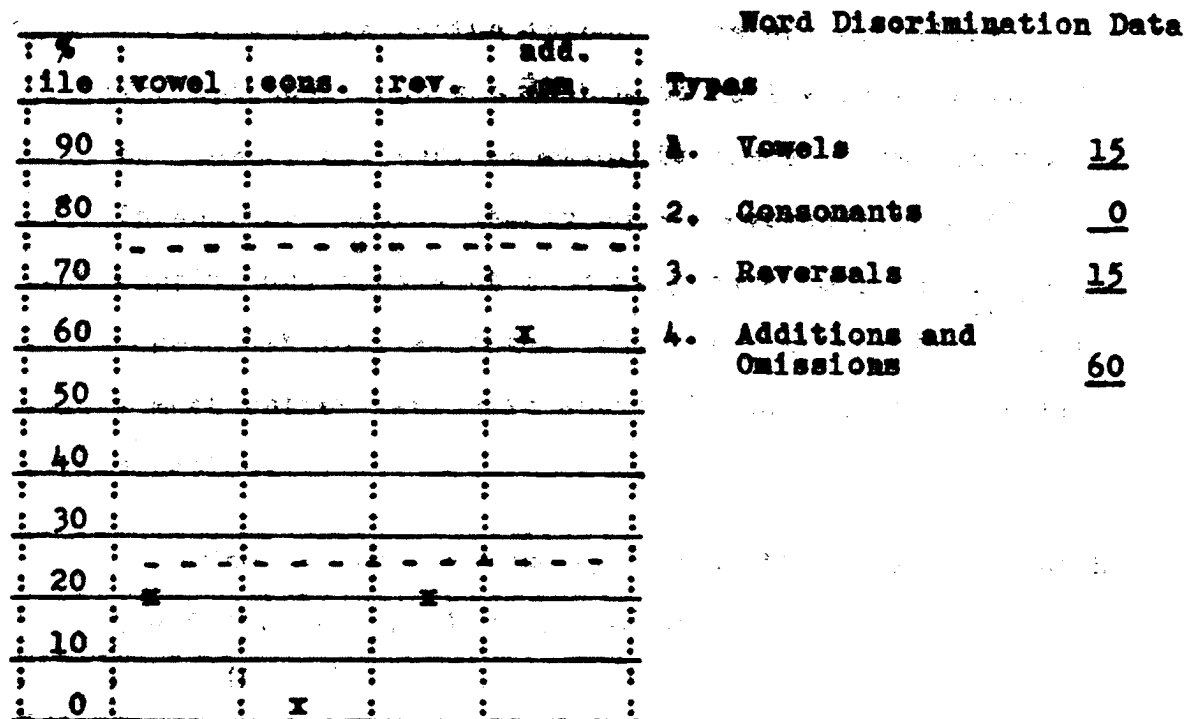 Word Discrimination Data
% add.
ile vowel cons. rev. om.
90
80
70
60 x
50
40
30
20 x x
10
0 x
Types
1. Vowels 15
2. Consonants 0
3. Reversals 15
4. Additions and
Omissions 60